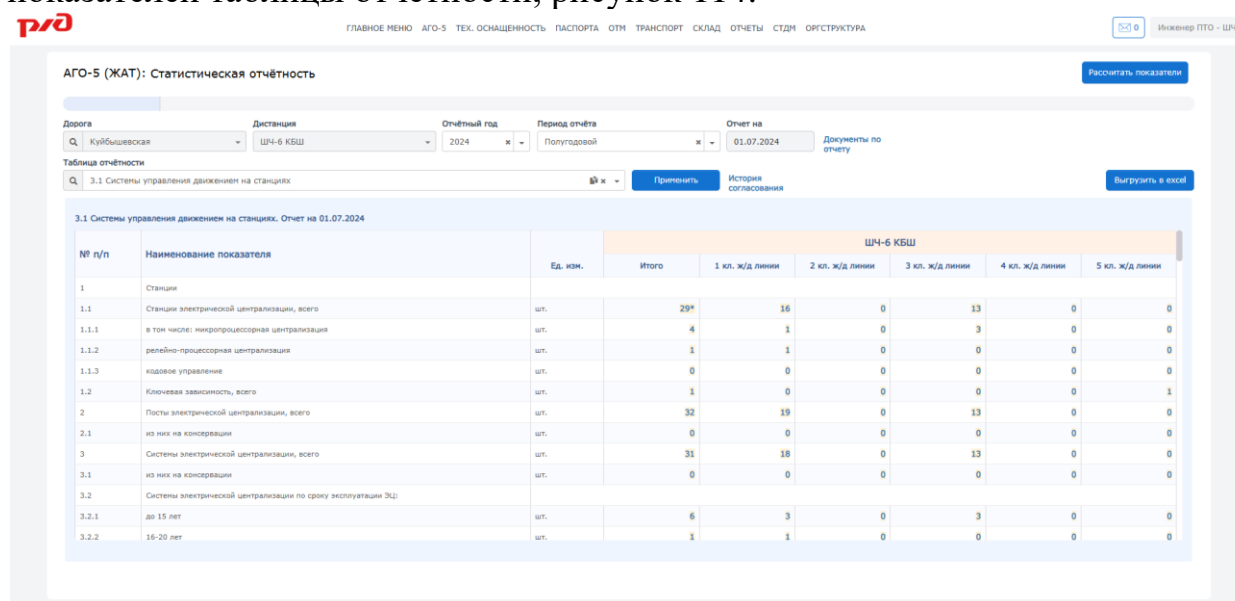 показателей таблицы отчетности, рисунок 114.
ржд ГЛАВНОЕ МЕНЮ АГО-5 ТЕХ. ОСНАЩЕННОСТЬ ПАСПОРТА ОТМ ТРАНСПОРТ СКЛАД ОТЧЕТЫ СТДМ ОРГСТРУКТУРА 0 Инженер ПТО - ШЧ
АГО-5 (ЖАТ): Статистическая отчётность Рассчитать показатели
Дорога Дистанция Отчётный год Период отчёта Отчет на
Куйбышевская ШЧ-6 КБШ 2024 Полугодовой 01.07.2024 Документы по
отчету
Таблица отчётности
3.1 Системы управления движением на станциях Применить История
согласования Выгрузить в excel
3.1 Системы управления движением на станциях. Отчет на 01.07.2024
№ п/п Наименование показателя Ед. изм. ШЧ-6 КБШ
Итого 1 кл. ж/д линии 2 кл. ж/д линии 3 кл. ж/д линии 4 кл. ж/д линии 5 кл. ж/д линии
1 Станции
1.1 Станции электрической централизации, всего шт. 29* 16 0 13 0 0
1.1.1 в том числе: микропроцессорная централизация шт. 4 1 0 3 0 0
1.1.2 релейно-процессорная централизация шт. 1 1 0 0 0 0
1.1.3 кодовое управление шт. 0 0 0 0 0 0
1.2 Ключевая зависимость, всего шт. 1 0 0 0 0 1
2 Посты электрической централизации, всего шт. 32 19 0 13 0 0
2.1 из них на консервации шт. 0 0 0 0 0 0
3 Системы электрической централизации, всего шт. 31 18 0 13 0 0
3.1 из них на консервации шт. 0 0 0 0 0 0
3.2 Системы электрической централизации по сроку эксплуатации ЭЦ:
3.2.1 до 15 лет шт. 6 3 0 3 0 0
3.2.2 16-20 лет шт. 1 1 0 0 0 0